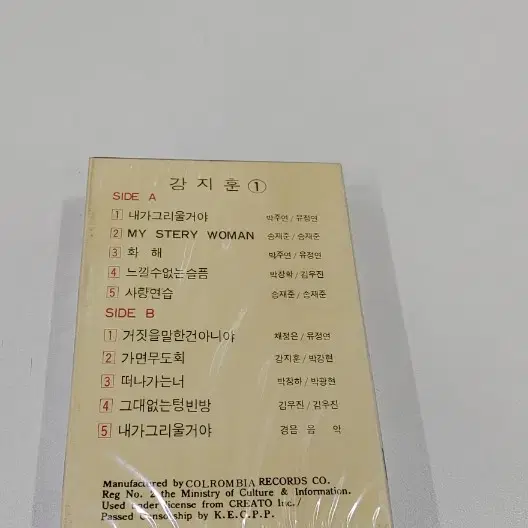 강지훈 ①
SIDE A
1 내가그리울거야 박주연 / 유정연
2 MY STERY WOMAN 송재준 / 송재준
3 화 해 박주연 / 유정연
4 느낄수없는슬픔 박창학 / 김우진
5 사랑연습 송재준 / 송재준
SIDE B
1 거짓을말한건아니야 채정은 / 유정연
2 가면무도회 강지훈 / 박강현
3 떠나가는너 박창하 / 박광현
4 그대없는텅빈방 김우진 / 김우진
5 내가그리울거야 경음음악
Manufactured by COLROMBIA RECORDS CO.
Reg No. 2 the Ministry of Culture & Information.
Used under license from CREATO Inc./
Passed Censorship by K.E.C.P.P.